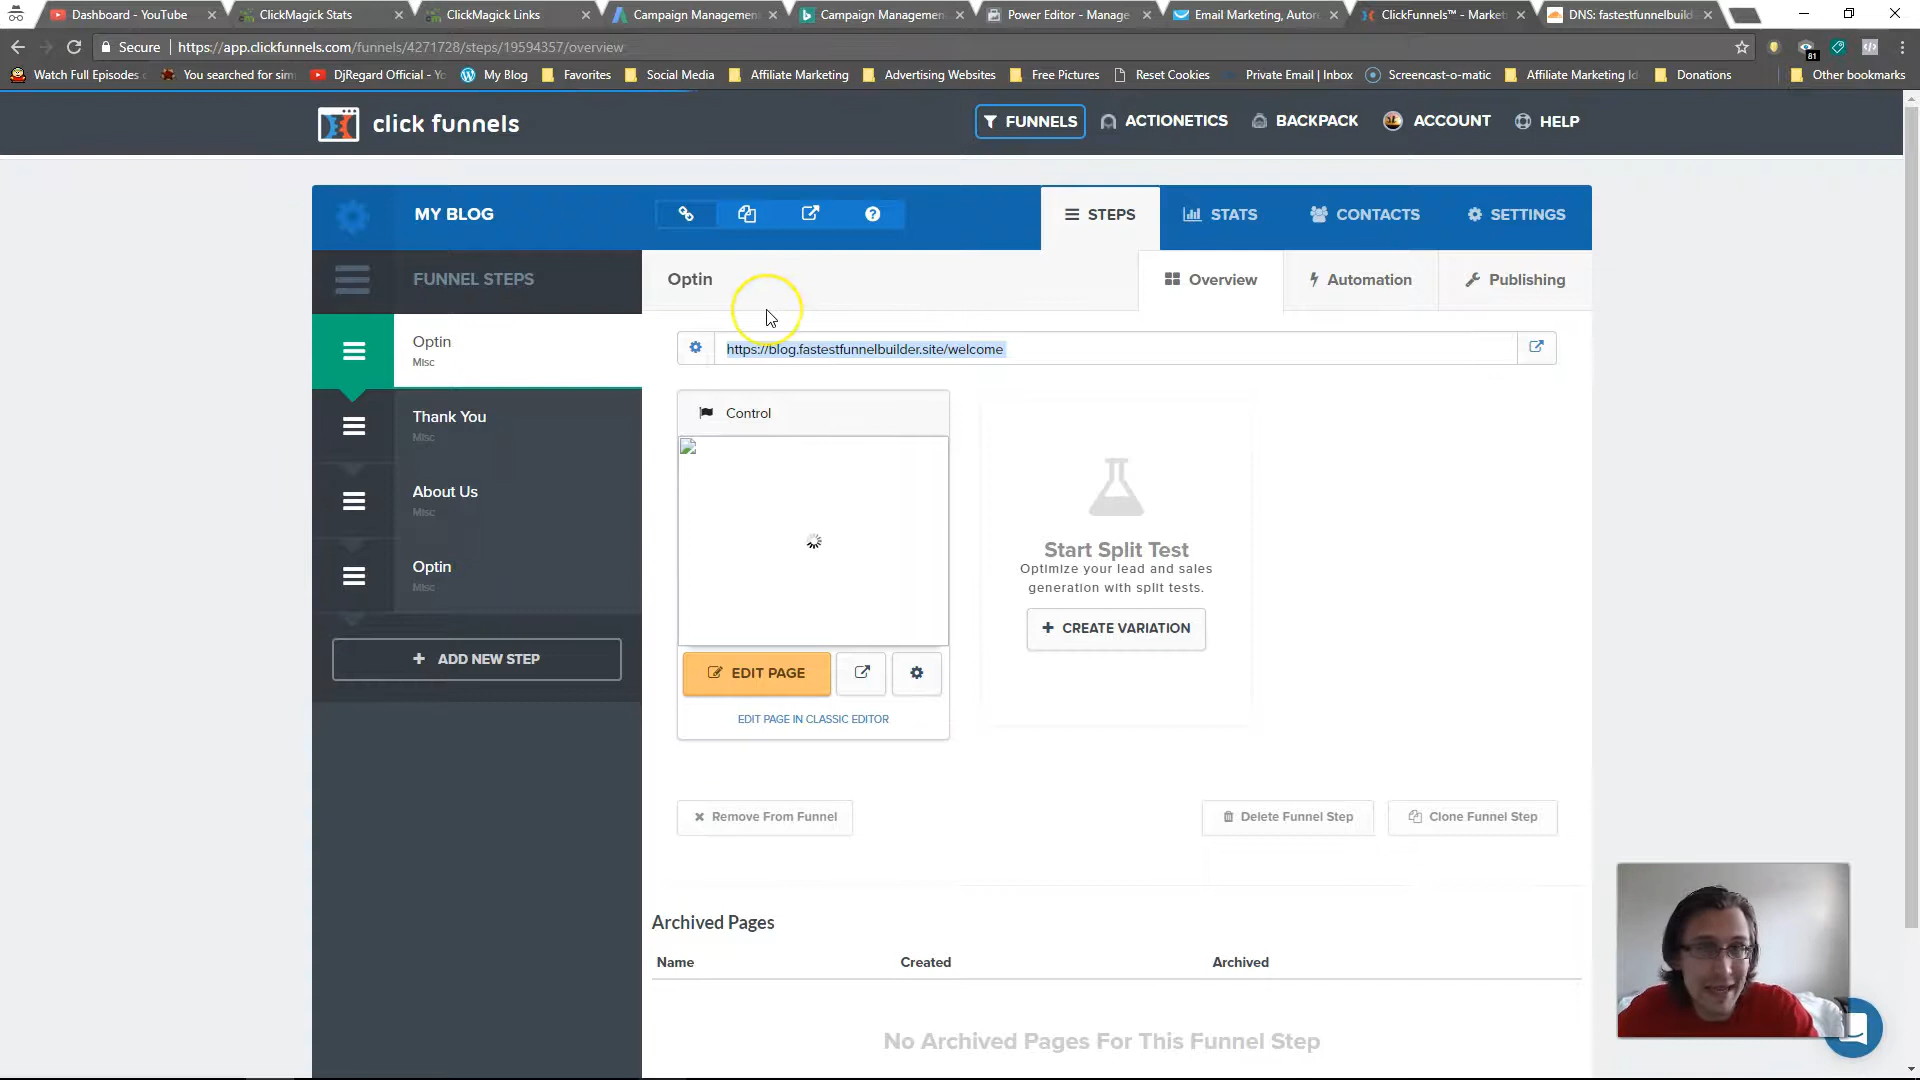 Dashboard - YouTube
ClickMagick Stats
ClickMagick Links
Campaign Managemen
Campaign Managemen
Power Editor - Manage
Email Marketing, Auton
ClickFunnels™ - Market
DNS: fastestfunnelbuild
Secure
https://app.clickfunnels.com/funnels/4271728/steps/19594357/overview
81
Watch Full Episodes
You searched for sim
DjRegard Official - Yo
My Blog
Favorites
Social Media
Affiliate Marketing
Advertising Websites
Free Pictures
Reset Cookies
Private Email | Inbox
Screencast-o-matic
Affiliate Marketing Id
Donations
Other bookmarks
click funnels
FUNNELS
ACTIONETICS
BACKPACK
ACCOUNT
HELP
MY BLOG
STEPS
STATS
CONTACTS
SETTINGS
FUNNEL STEPS
Optin
Overview
Automation
Publishing
Optin
Misc
https://blog.fastestfunnelbuilder.site/welcome
Thank You
Misc
Control
About Us
Misc
Optin
Misc
Start Split Test
Optimize your lead and sales
generation with split tests.
CREATE VARIATION
ADD NEW STEP
EDIT PAGE
EDIT PAGE IN CLASSIC EDITOR
Remove From Funnel
Delete Funnel Step
Clone Funnel Step
Archived Pages
Name
Created
Archived
No Archived Pages For This Funnel Step